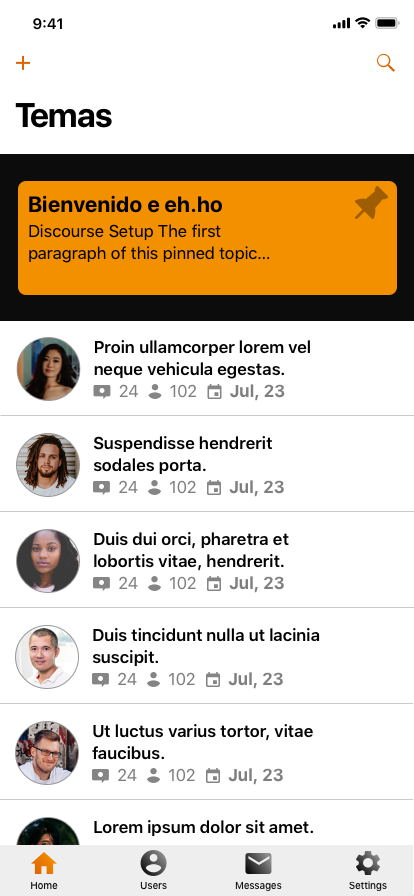 9:41
Temas
Bienvenido e eh.ho
Discourse Setup The first
paragraph of this pinned topic...
Proin ullamcorper lorem vel
neque vehicula egestas.
24 102 Jul, 23
Suspendisse hendrerit
sodales porta.
24 102 Jul, 23
Duis dui orci, pharetra et
lobortis vitae, hendrerit.
24 102 Jul, 23
Duis tincidunt nulla ut lacinia
suscipit.
24 102 Jul, 23
Ut luctus varius tortor, vitae
faucibus.
24 102 Jul, 23
Lorem ipsum dolor sit amet.
Home Users Messages Settings